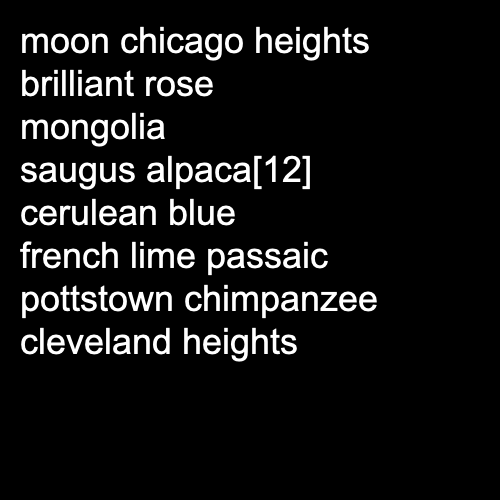 moon chicago heights
brilliant rose
mongolia
saugus alpaca[12]
cerulean blue
french lime passaic
pottstown chimpanzee
cleveland heights